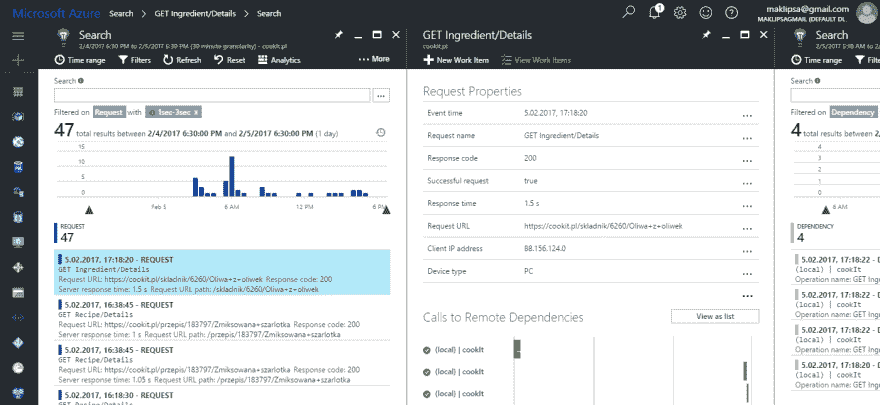 Microsoft Azure Search > GET Ingredient/Details > Search
1
maklipsa@gmail.com
MAKLIPSAGMAIL (DEFAULT DI...
Search
2/4/2017 6:30 PM to 2/5/2017 6:30 PM (30 minute granularity) - cookit.pl
Time range Filters Refresh Reset Analytics ... More
Search
...
Filtered on Request with 1sec-3sec x
47 total results between 2/4/2017 6:30:00 PM and 2/5/2017 6:30:00 PM (1 day)
15
10
5
0
Feb 5 6 AM 12 PM 6 PM
REQUEST
47
5.02.2017, 17:18:20 - REQUEST
GET Ingredient/Details
Request URL: https://cookit.pl/skladnik/6260/Oliwa+z+oliwek Response code: 200
Server response time: 1.5 s Request URL path: /skladnik/6260/Oliwa+z+oliwek
5.02.2017, 16:38:45 - REQUEST
GET Recipe/Details
Request URL: https://cookit.pl/przepis/183797/Zmiksowana+szarlotka Response code: 200
Server response time: 1 s Request URL path: /przepis/183797/Zmiksowana+szarlotka
5.02.2017, 16:38:45 - REQUEST
GET Recipe/Details
Request URL: https://cookit.pl/przepis/183797/Zmiksowana+szarlotka Response code: 200
Server response time: 1.05 s Request URL path: /przepis/183797/Zmiksowana+szarlotka
5.02.2017, 16:18:30 - REQUEST
GET Ingredient/Details
GET Ingredient/Details
cookit.pl
New Work Item View Work Items
Request Properties
Event time 5.02.2017, 17:18:20 ...
Request name GET Ingredient/Details ...
Response code 200 ...
Successful request true ...
Response time 1.5 s ...
Request URL https://cookit.pl/skladnik/6260/Oliwa+z+oliwek ...
Client IP address 88.156.124.0 ...
Device type PC ...
...
Calls to Remote Dependencies View as list
(local) | cookIt
(local) | cookIt
(local) | cookIt
Search
2/5/2017 6:30 PM
Time range Filters
Search
Filtered on Dependency
4 total results between 2/
4
3
2
1
0
6 AM
DEPENDENCY
4
5.02.2017, 17:18:22 - D
(local) | cookIt
Operation name: GET Ingr
5.02.2017, 17:18:22 - D
(local) | cookIt
Operation name: GET Ingr
5.02.2017, 17:18:22 - D
(local) | cookIt
Operation name: GET Ingr
5.02.2017, 17:18:20 - D
(local) | cookIt
Operation name: GET Ingr